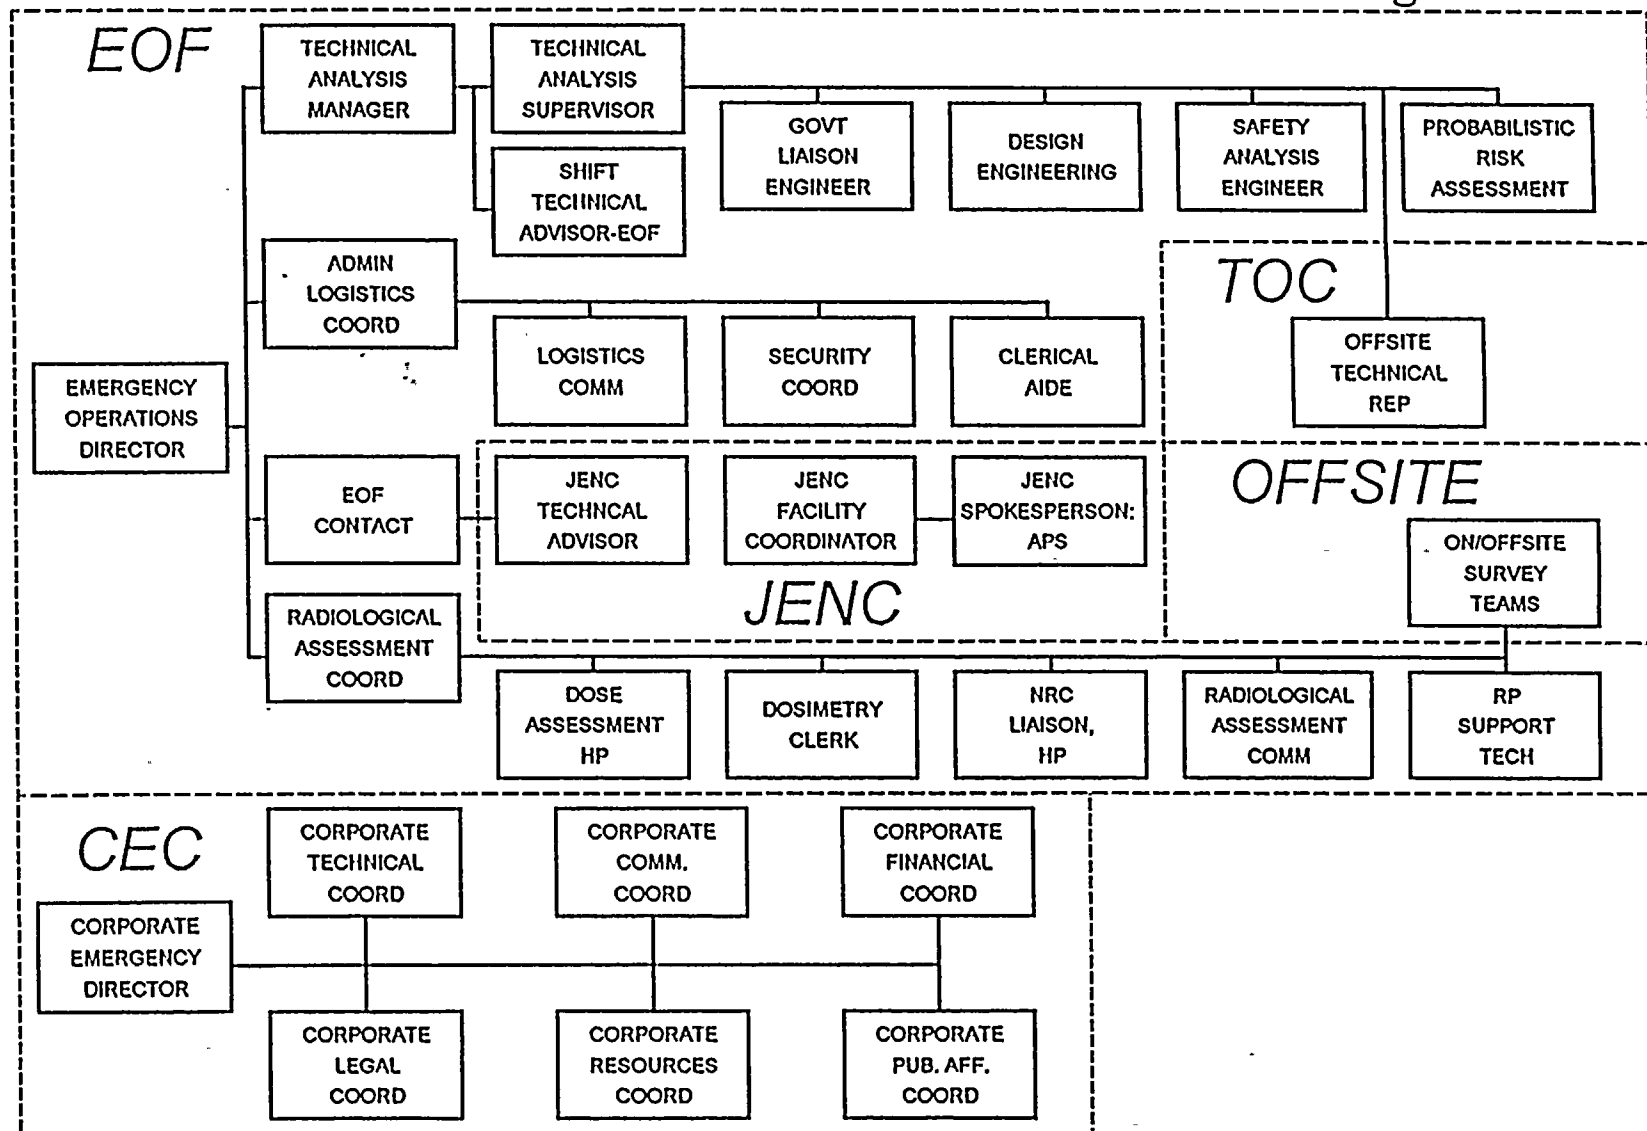 EOF
TECHNICAL
ANALYSIS
MANAGER
TECHNICAL
ANALYSIS
SUPERVISOR
GOVT
LIAISON
ENGINEER
DESIGN
ENGINEERING
SAFETY
ANALYSIS
ENGINEER
PROBABILISTIC
RISK
ASSESSMENT
SHIFT
TECHNICAL
ADVISOR-EOF
ADMIN
LOGISTICS
COORD
TOC
LOGISTICS
COMM
SECURITY
COORD
CLERICAL
AIDE
OFFSITE
TECHNICAL
REP
EMERGENCY
OPERATIONS
DIRECTOR
EOF
CONTACT
JENC
TECHNCAL
ADVISOR
JENC
FACILITY
COORDINATOR
JENC
SPOKESPERSON:
APS
OFFSITE
ON/OFFSITE
SURVEY
TEAMS
JENC
RADIOLOGICAL
ASSESSMENT
COORD
DOSE
ASSESSMENT
HP
DOSIMETRY
CLERK
NRC
LIAISON,
HP
RADIOLOGICAL
ASSESSMENT
COMM
RP
SUPPORT
TECH
CEC
CORPORATE
TECHNICAL
COORD
CORPORATE
COMM.
COORD
CORPORATE
FINANCIAL
COORD
CORPORATE
EMERGENCY
DIRECTOR
CORPORATE
LEGAL
COORD
CORPORATE
RESOURCES
COORD
CORPORATE
PUB. AFF.
COORD